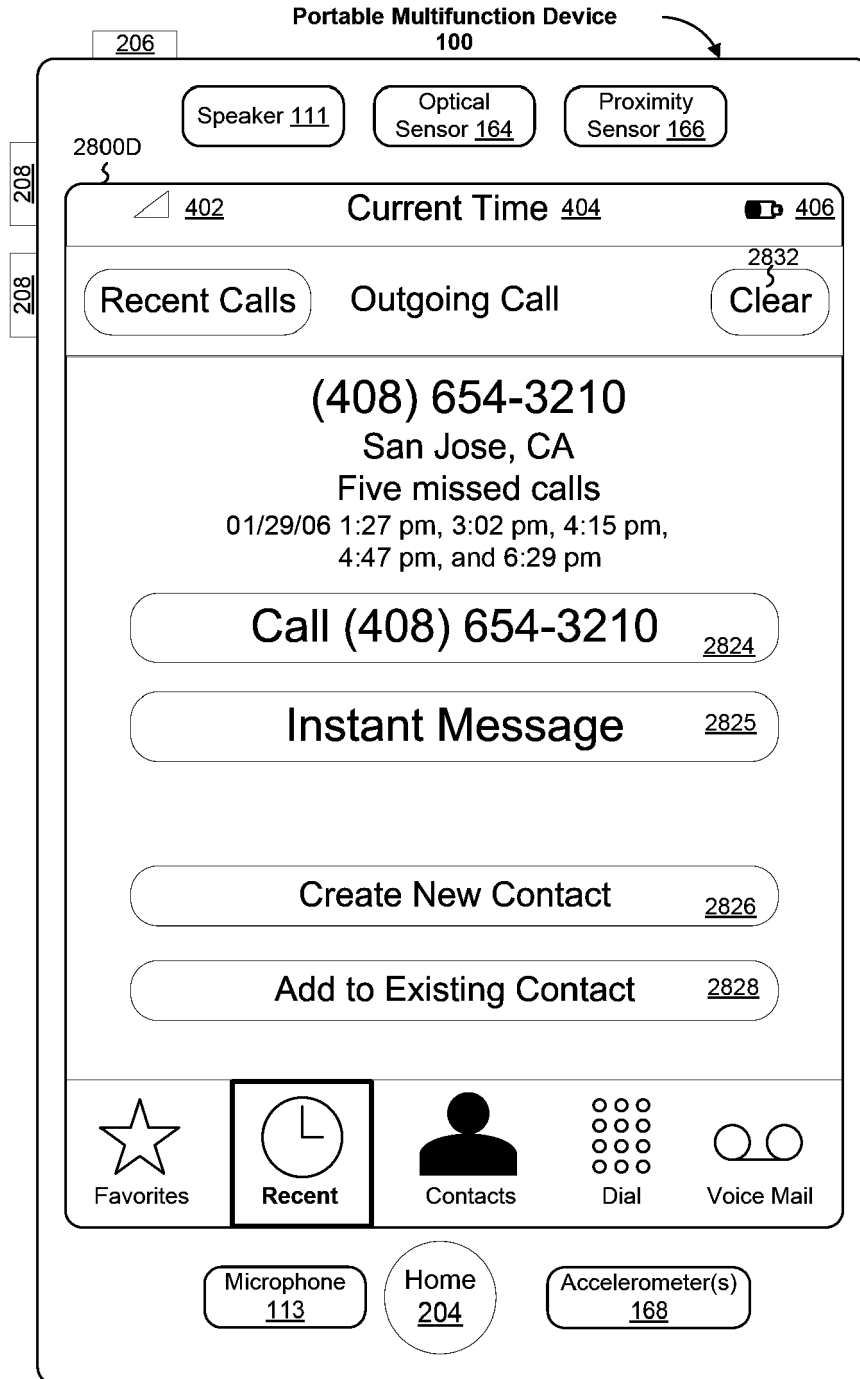 Portable Multifunction Device
100
206
Speaker 111
Optical
Sensor 164
Proximity
Sensor 166
2800D
208
208
402
Current Time 404
406
2832
Recent Calls
Outgoing Call
Clear
(408) 654-3210
San Jose, CA
Five missed calls
01/29/06 1:27 pm, 3:02 pm, 4:15 pm,
4:47 pm, and 6:29 pm
Call (408) 654-3210
2824
Instant Message
2825
Create New Contact
2826
Add to Existing Contact
2828
Favorites
Recent
Contacts
Dial
Voice Mail
Microphone
113
Home
204
Accelerometer(s)
168